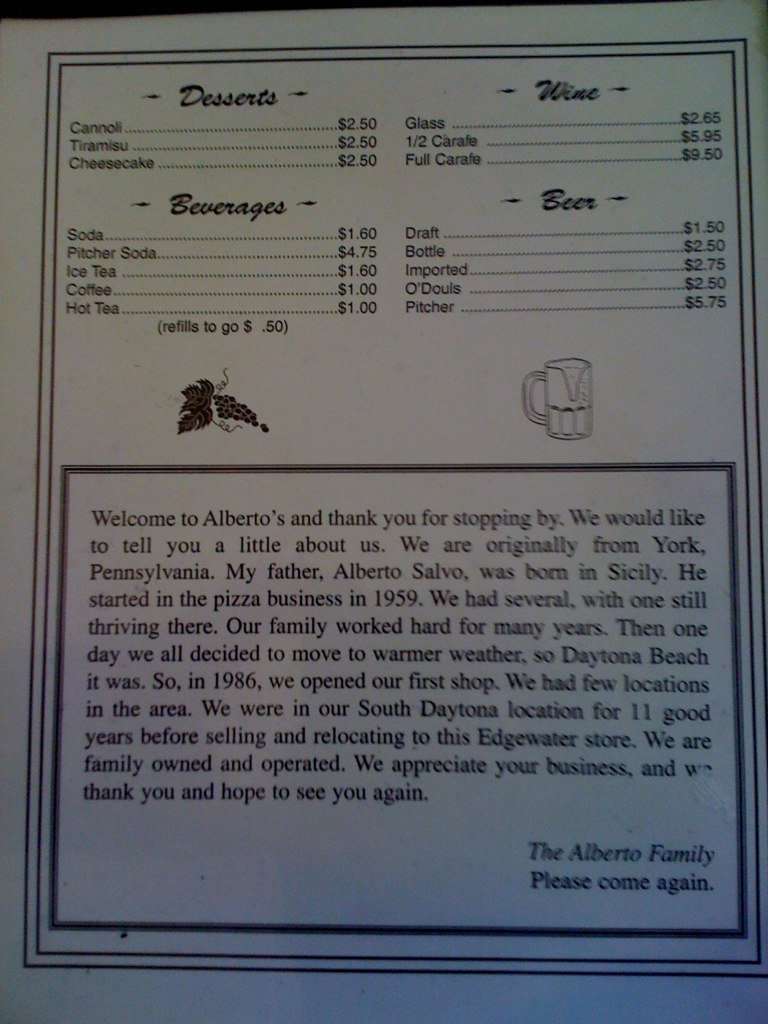 ~ Desserts ~
Cannoli ........ $2.50
Tiramisu ........ $2.50
Cheesecake ........ $2.50
~ Beverages ~
Soda ........ $1.60
Pitcher Soda ........ $4.75
Ice Tea ........ $1.60
Coffee ........ $1.00
Hot Tea ........ $1.00
(refills to go $ .50)
~ Wine ~
Glass ........ $2.65
1/2 Carafe ........ $5.95
Full Carafe ........ $9.50
~ Beer ~
Draft ........ $1.50
Bottle ........ $2.50
Imported ........ $2.75
O'Douls ........ $2.50
Pitcher ........ $5.75
Welcome to Alberto's and thank you for stopping by. We would like
to tell you a little about us. We are originally from York,
Pennsylvania. My father, Alberto Salvo, was born in Sicily. He
started in the pizza business in 1959. We had several, with one still
thriving there. Our family worked hard for many years. Then one
day we all decided to move to warmer weather, so Daytona Beach
it was. So, in 1986, we opened our first shop. We had few locations
in the area. We were in our South Daytona location for 11 good
years before selling and relocating to this Edgewater store. We are
family owned and operated. We appreciate your business, and we
thank you and hope to see you again.
The Alberto Family
Please come again.